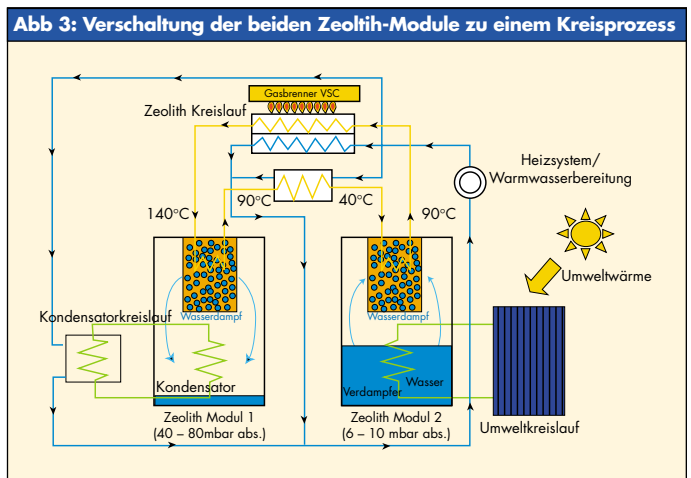 Abb 3: Verschaltung der beiden Zeoltih-Module zu einem Kreisprozess
Gasbrenner VSC
Zeolith Kreislauf
Heizsystem/
Warmwasserbereitung
140°C
90°C
40°C
90°C
Umweltwärme
Wasserdampf
Wasserdampf
Kondensatorkreislauf
Kondensator
Wasser
Verdampfer
Zeolith Modul 1
(40 – 80mbar abs.)
Zeolith Modul 2
(6 – 10 mbar abs.)
Umweltkreislauf